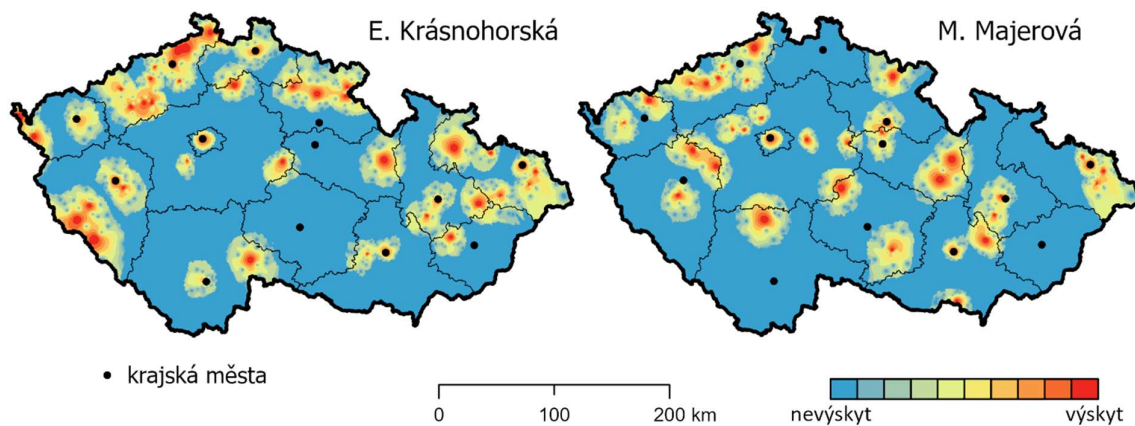 E. Krásnohorská
M. Majerová
krajská města
0 100 200 km
nevýskyt výskyt